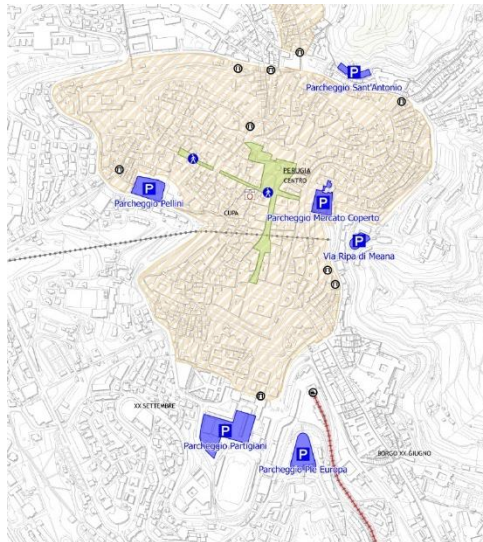 P
Parcheggio Sant'Antonio
PERUGIA
CENTRO
P
Parcheggio Pellini
P
Parcheggio Mercato Coperto
CUPA
P
Via Ripa di Meana
XX SETTEMBRE
P
Parcheggio Partigiani
P
Parcheggio P.le Europa
BORGO XX GIUGNO